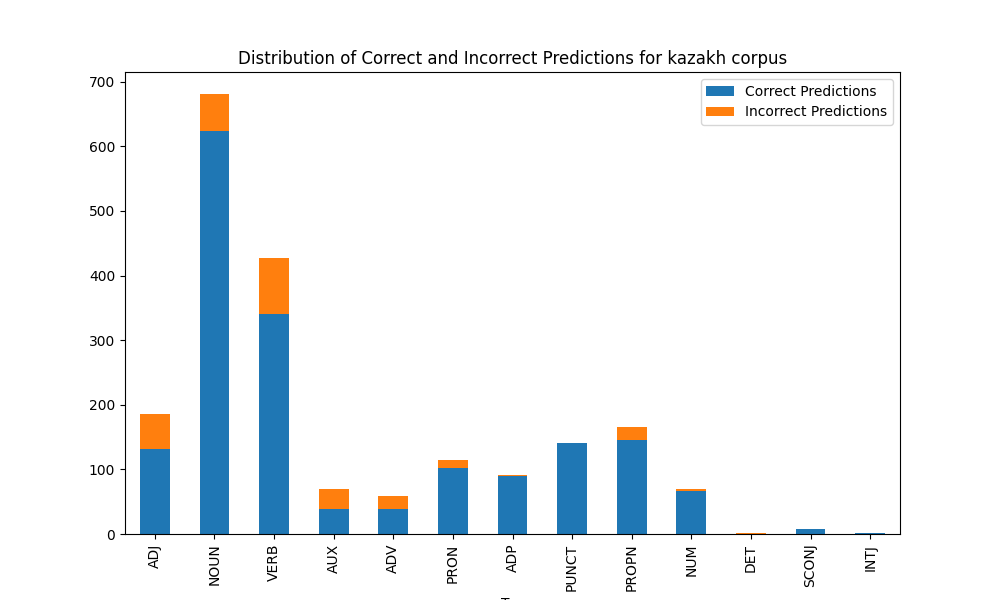 Distribution of Correct and Incorrect Predictions for kazakh corpus
Correct Predictions
Incorrect Predictions
700
600
500
400
300
200
100
0
ADJ
NOUN
VERB
AUX
ADV
PRON
ADP
PUNCT
PROPN
NUM
DET
SCONJ
INTJ